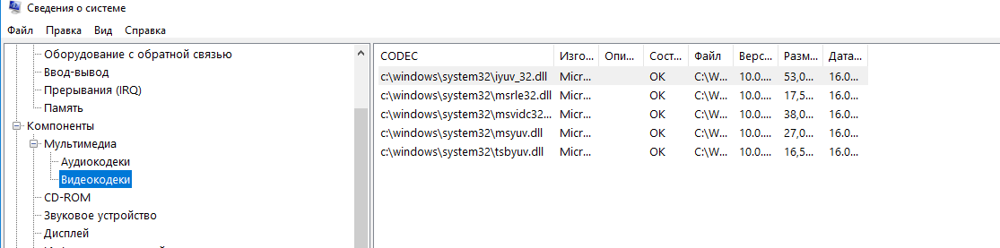 Сведения о системе
Файл Правка Вид Справка
Оборудование с обратной связью
Ввод-вывод
Прерывания (IRQ)
Память
Компоненты
Мультимедиа
Аудиокодеки
Видеокодеки
CD-ROM
Звуковое устройство
Дисплей
CODEC Изго... Опи... Сост... Файл Верс... Разм... Дата...
c:\windows\system32\iyuv_32.dll Micr... OK C:\W... 10.0.... 53,0... 16.0...
c:\windows\system32\msrle32.dll Micr... OK C:\W... 10.0.... 17,5... 16.0...
c:\windows\system32\msvidc32... Micr... OK C:\W... 10.0.... 38,0... 16.0...
c:\windows\system32\msyuv.dll Micr... OK C:\W... 10.0.... 27,0... 16.0...
c:\windows\system32\tsbyuv.dll Micr... OK C:\W... 10.0.... 16,5... 16.0...